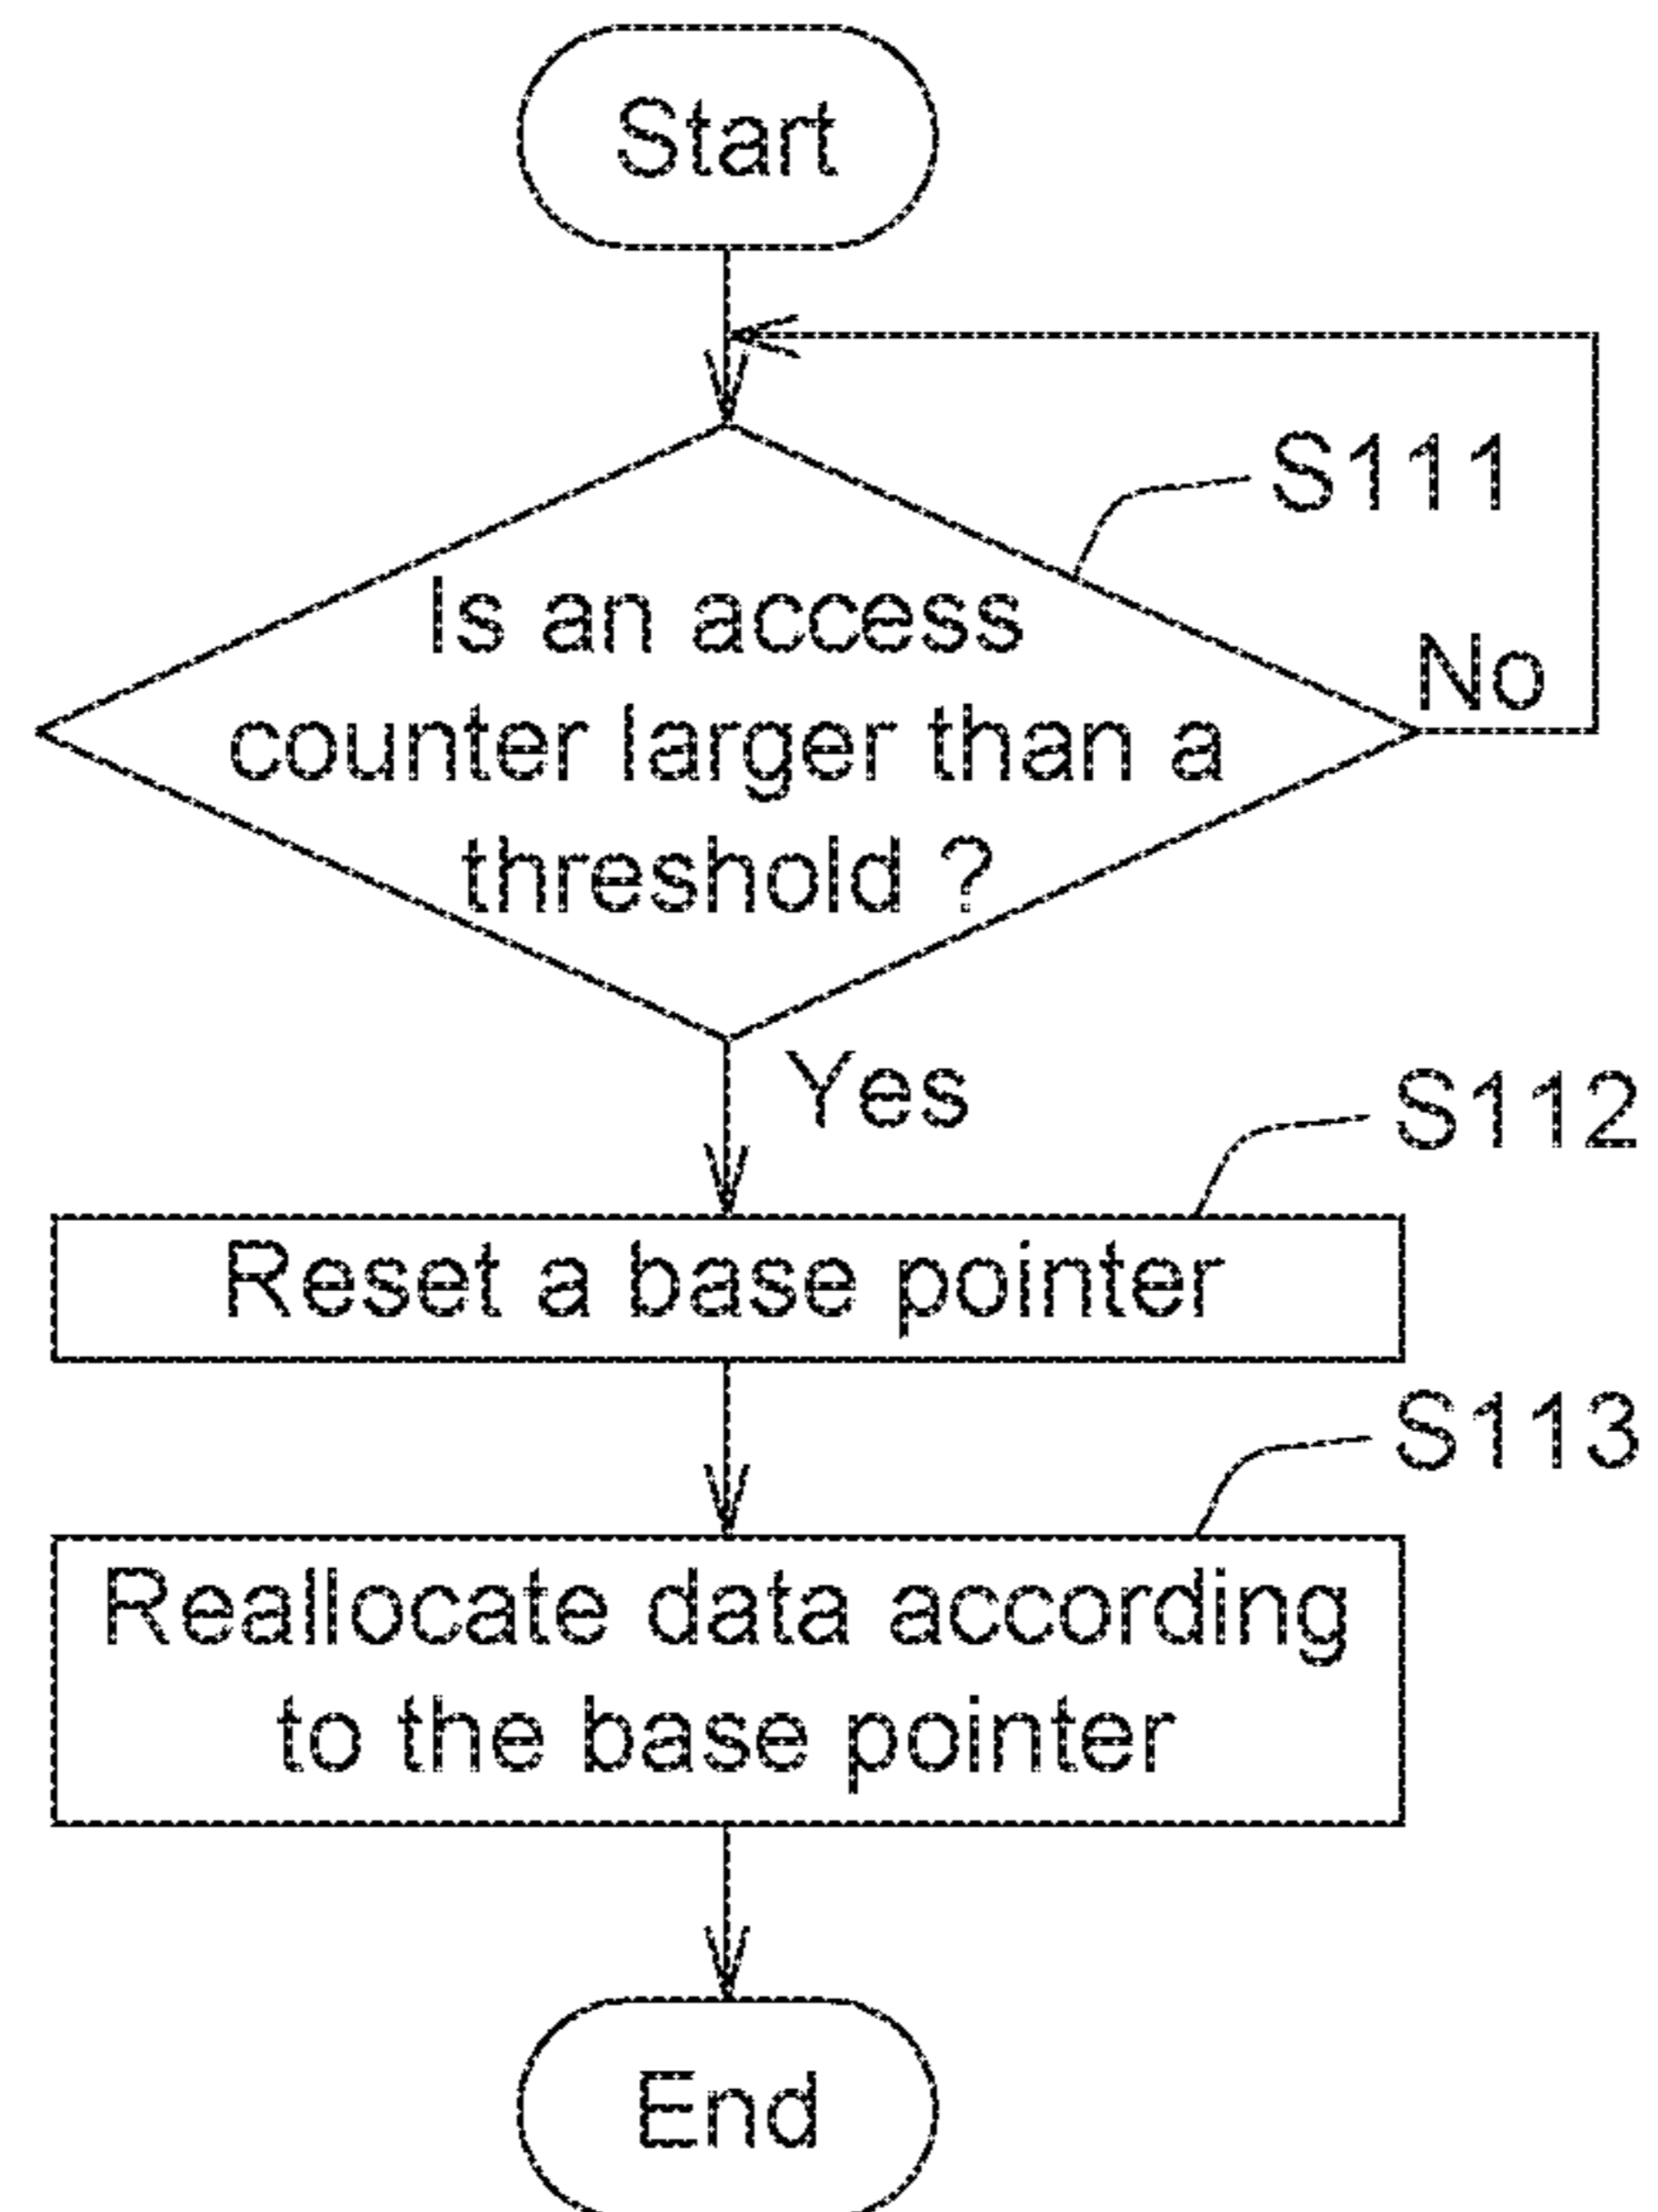 Start
S111
Is an access
counter larger than a
threshold ?
No
Yes
S112
Reset a base pointer
S113
Reallocate data according
to the base pointer
End